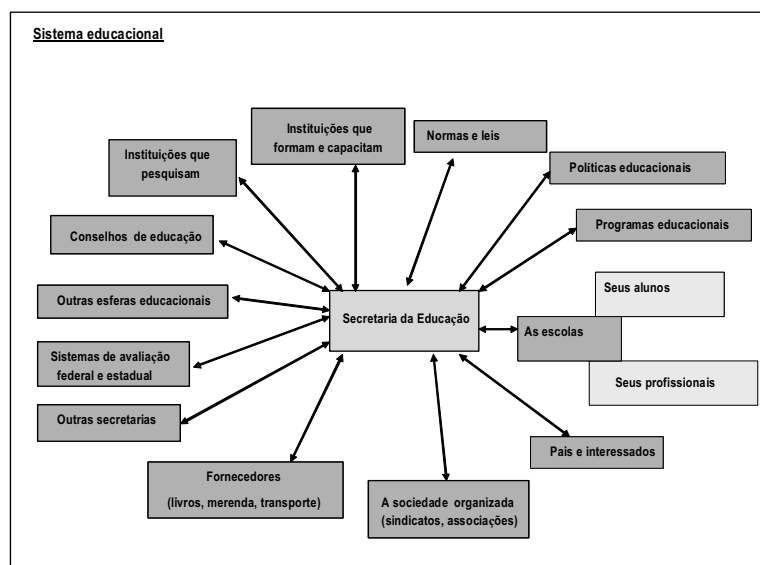 Sistema educacional
Instituições que
formam e capacitam
Normas e leis
Instituições que
pesquisam
Políticas educacionais
Conselhos de educação
Programas educacionais
Outras esferas educacionais
Seus alunos
Secretaria da Educação
As escolas
Sistemas de avaliação
federal e estadual
Seus profissionais
Outras secretarias
Pais e interessados
Fornecedores
(livros, merenda, transporte)
A sociedade organizada
(sindicatos, associações)